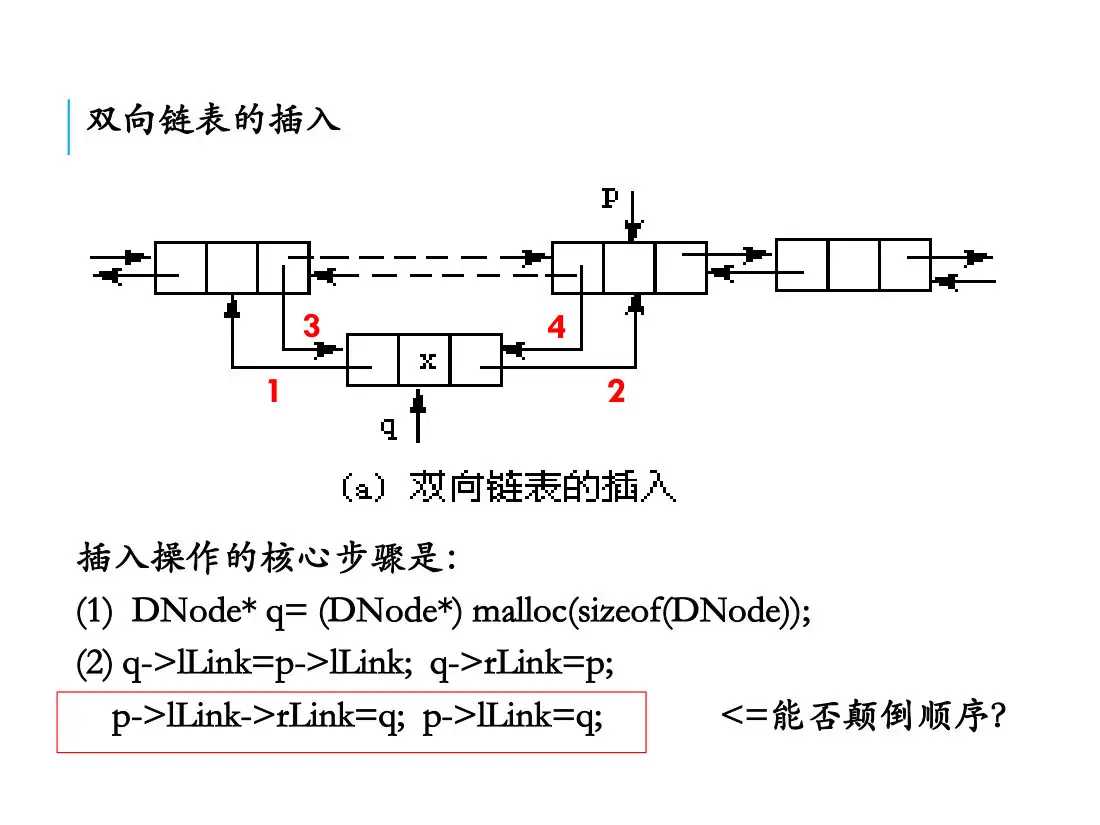 双向链表的插入
p
3
4
x
1
2
q
(a) 双向链表的插入
插入操作的核心步骤是:
(1) DNode* q= (DNode*) malloc(sizeof(DNode));
(2) q->lLink=p->lLink; q->rLink=p;
p->lLink->rLink=q; p->lLink=q; <=能否颠倒顺序?